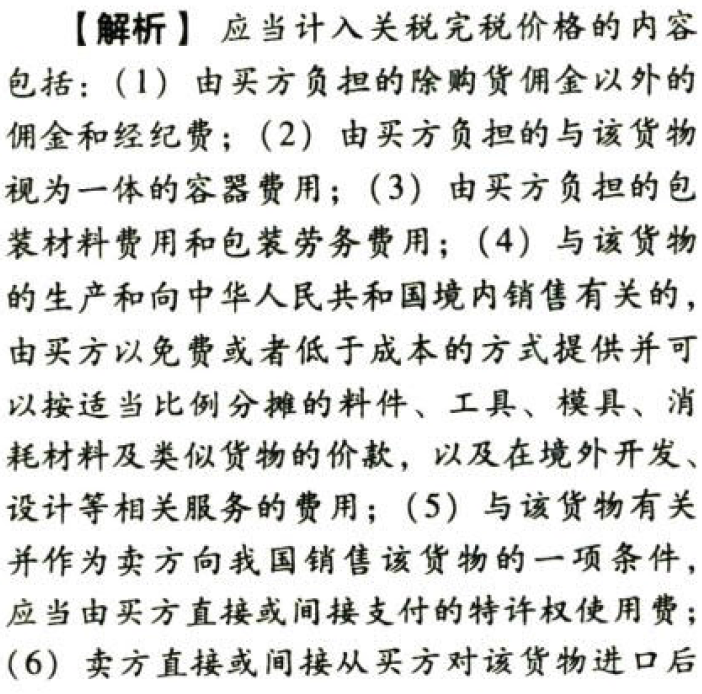 【解析】 应当计入关税完税价格的内容
包括：（1） 由买方负担的除购货佣金以外的
佣金和经纪费；（2） 由买方负担的与该货物
视为一体的容器费用；（3） 由买方负担的包
装材料费用和包装劳务费用；（4） 与该货物
的生产和向中华人民共和国境内销售有关的，
由买方以免费或者低于成本的方式提供并可
以按适当比例分摊的料件、工具、模具、消
耗材料及类似货物的价款，以及在境外开发、
设计等相关服务的费用；（5） 与该货物有关
并作为卖方向我国销售该货物的一项条件，
应当由买方直接或间接支付的特许权使用费；
（6） 卖方直接或间接从买方对该货物进口后